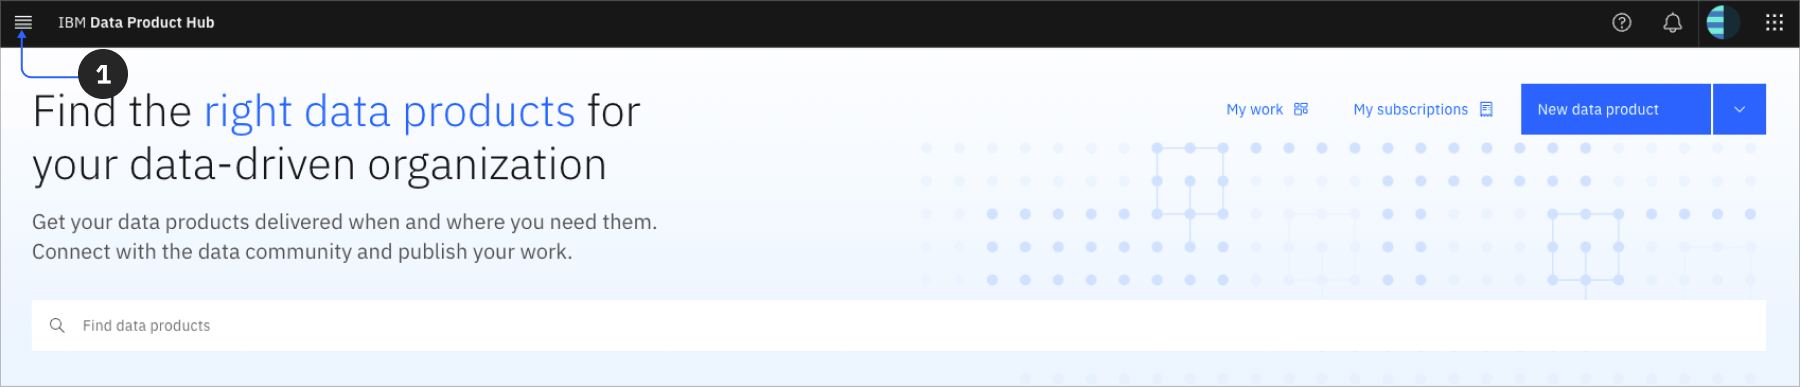 IBM Data Product Hub
1
Find the right data products for
your data-driven organization
My work
My subscriptions
New data product
Get your data products delivered when and where you need them.
Connect with the data community and publish your work.
Find data products